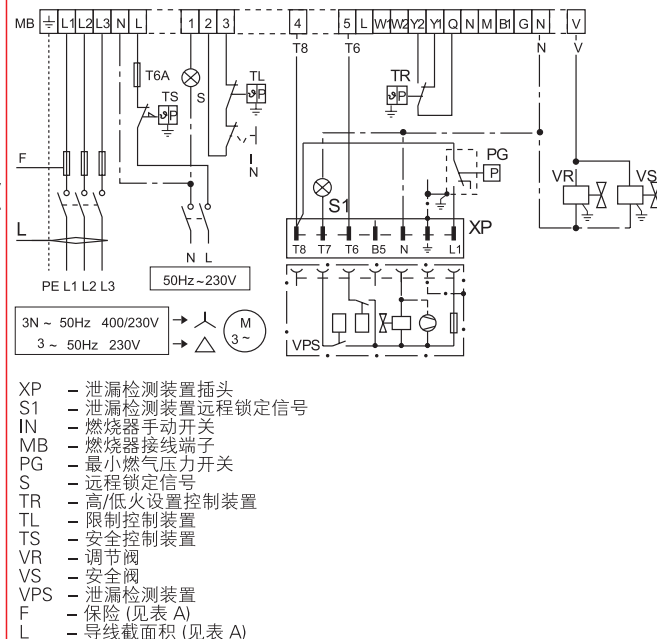 MB L1 L2 L3 N L 1 2 3 4 5 L W1 W2 Y2 Y1 Q N M B1 G N V
T8 T6 N V
T6A
TS
S
TL
TR
P
P
P
I
N
PG
P
VR
VS
F
S1
XP
L
T8 T7 T6 B5 N L1
N L
PE L1 L2 L3
50Hz~230V
3N ~ 50Hz 400/230V
3 ~ 50Hz 230V
M
3 ~
VPS
XP – 泄漏检测装置插头
S1 – 泄漏检测装置远程锁定信号
IN – 燃烧器手动开关
MB – 燃烧器接线端子
PG – 最小燃气压力开关
S – 远程锁定信号
TR – 高/低火设置控制装置
TL – 限制控制装置
TS – 安全控制装置
VR – 调节阀
VS – 安全阀
VPS – 泄漏检测装置
F – 保险 (见表 A)
L – 导线截面积 (见表 A)